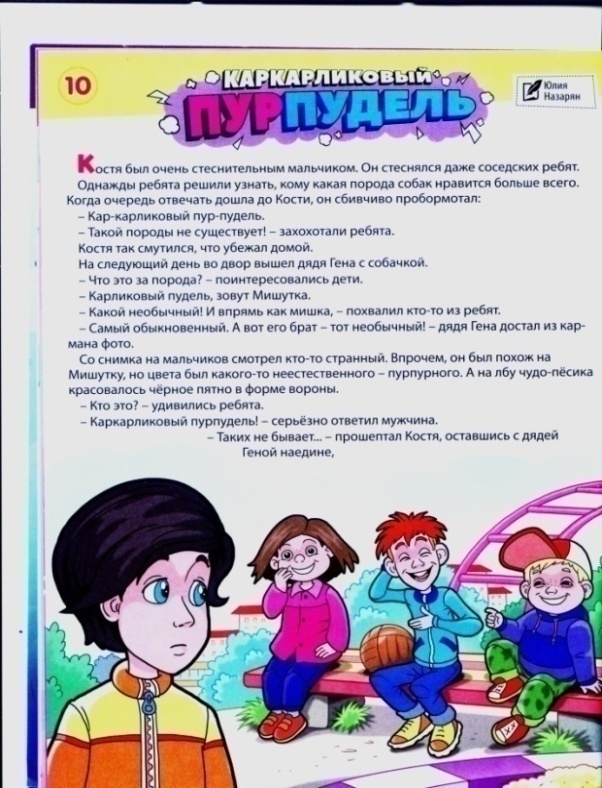 10
КАРКАРЛИКОВЫЙ
ПУРПУДЕЛЬ
Юлия
Назарян
Костя был очень стеснительным мальчиком. Он стеснялся даже соседских ребят.
Однажды ребята решили узнать, кому какая порода собак нравится больше всего.
Когда очередь отвечать дошла до Кости, он сбивчиво пробормотал:
– Кар-карликовый пур-пудель.
– Такой породы не существует! – захохотали ребята.
Костя так смутился, что убежал домой.
На следующий день во двор вышел дядя Гена с собачкой.
– Что это за порода? – поинтересовались дети.
– Карликовый пудель, зовут Мишутка.
– Какой необычный! И впрямь как мишка, – похвалил кто-то из ребят.
– Самый обыкновенный. А вот его брат – тот необычный! – дядя Гена достал из кар-
мана фото.
Со снимка на мальчиков смотрел кто-то странный. Впрочем, он был похож на
Мишутку, но цвета был какого-то неестественного – пурпурного. А на лбу чудо-пёсика
красовалось чёрное пятно в форме вороны.
– Кто это? – удивились ребята.
– Каркарликовый пурпудель! – серьёзно ответил мужчина.
– Таких не бывает... – прошептал Костя, оставшись с дядей
Геной наедине,